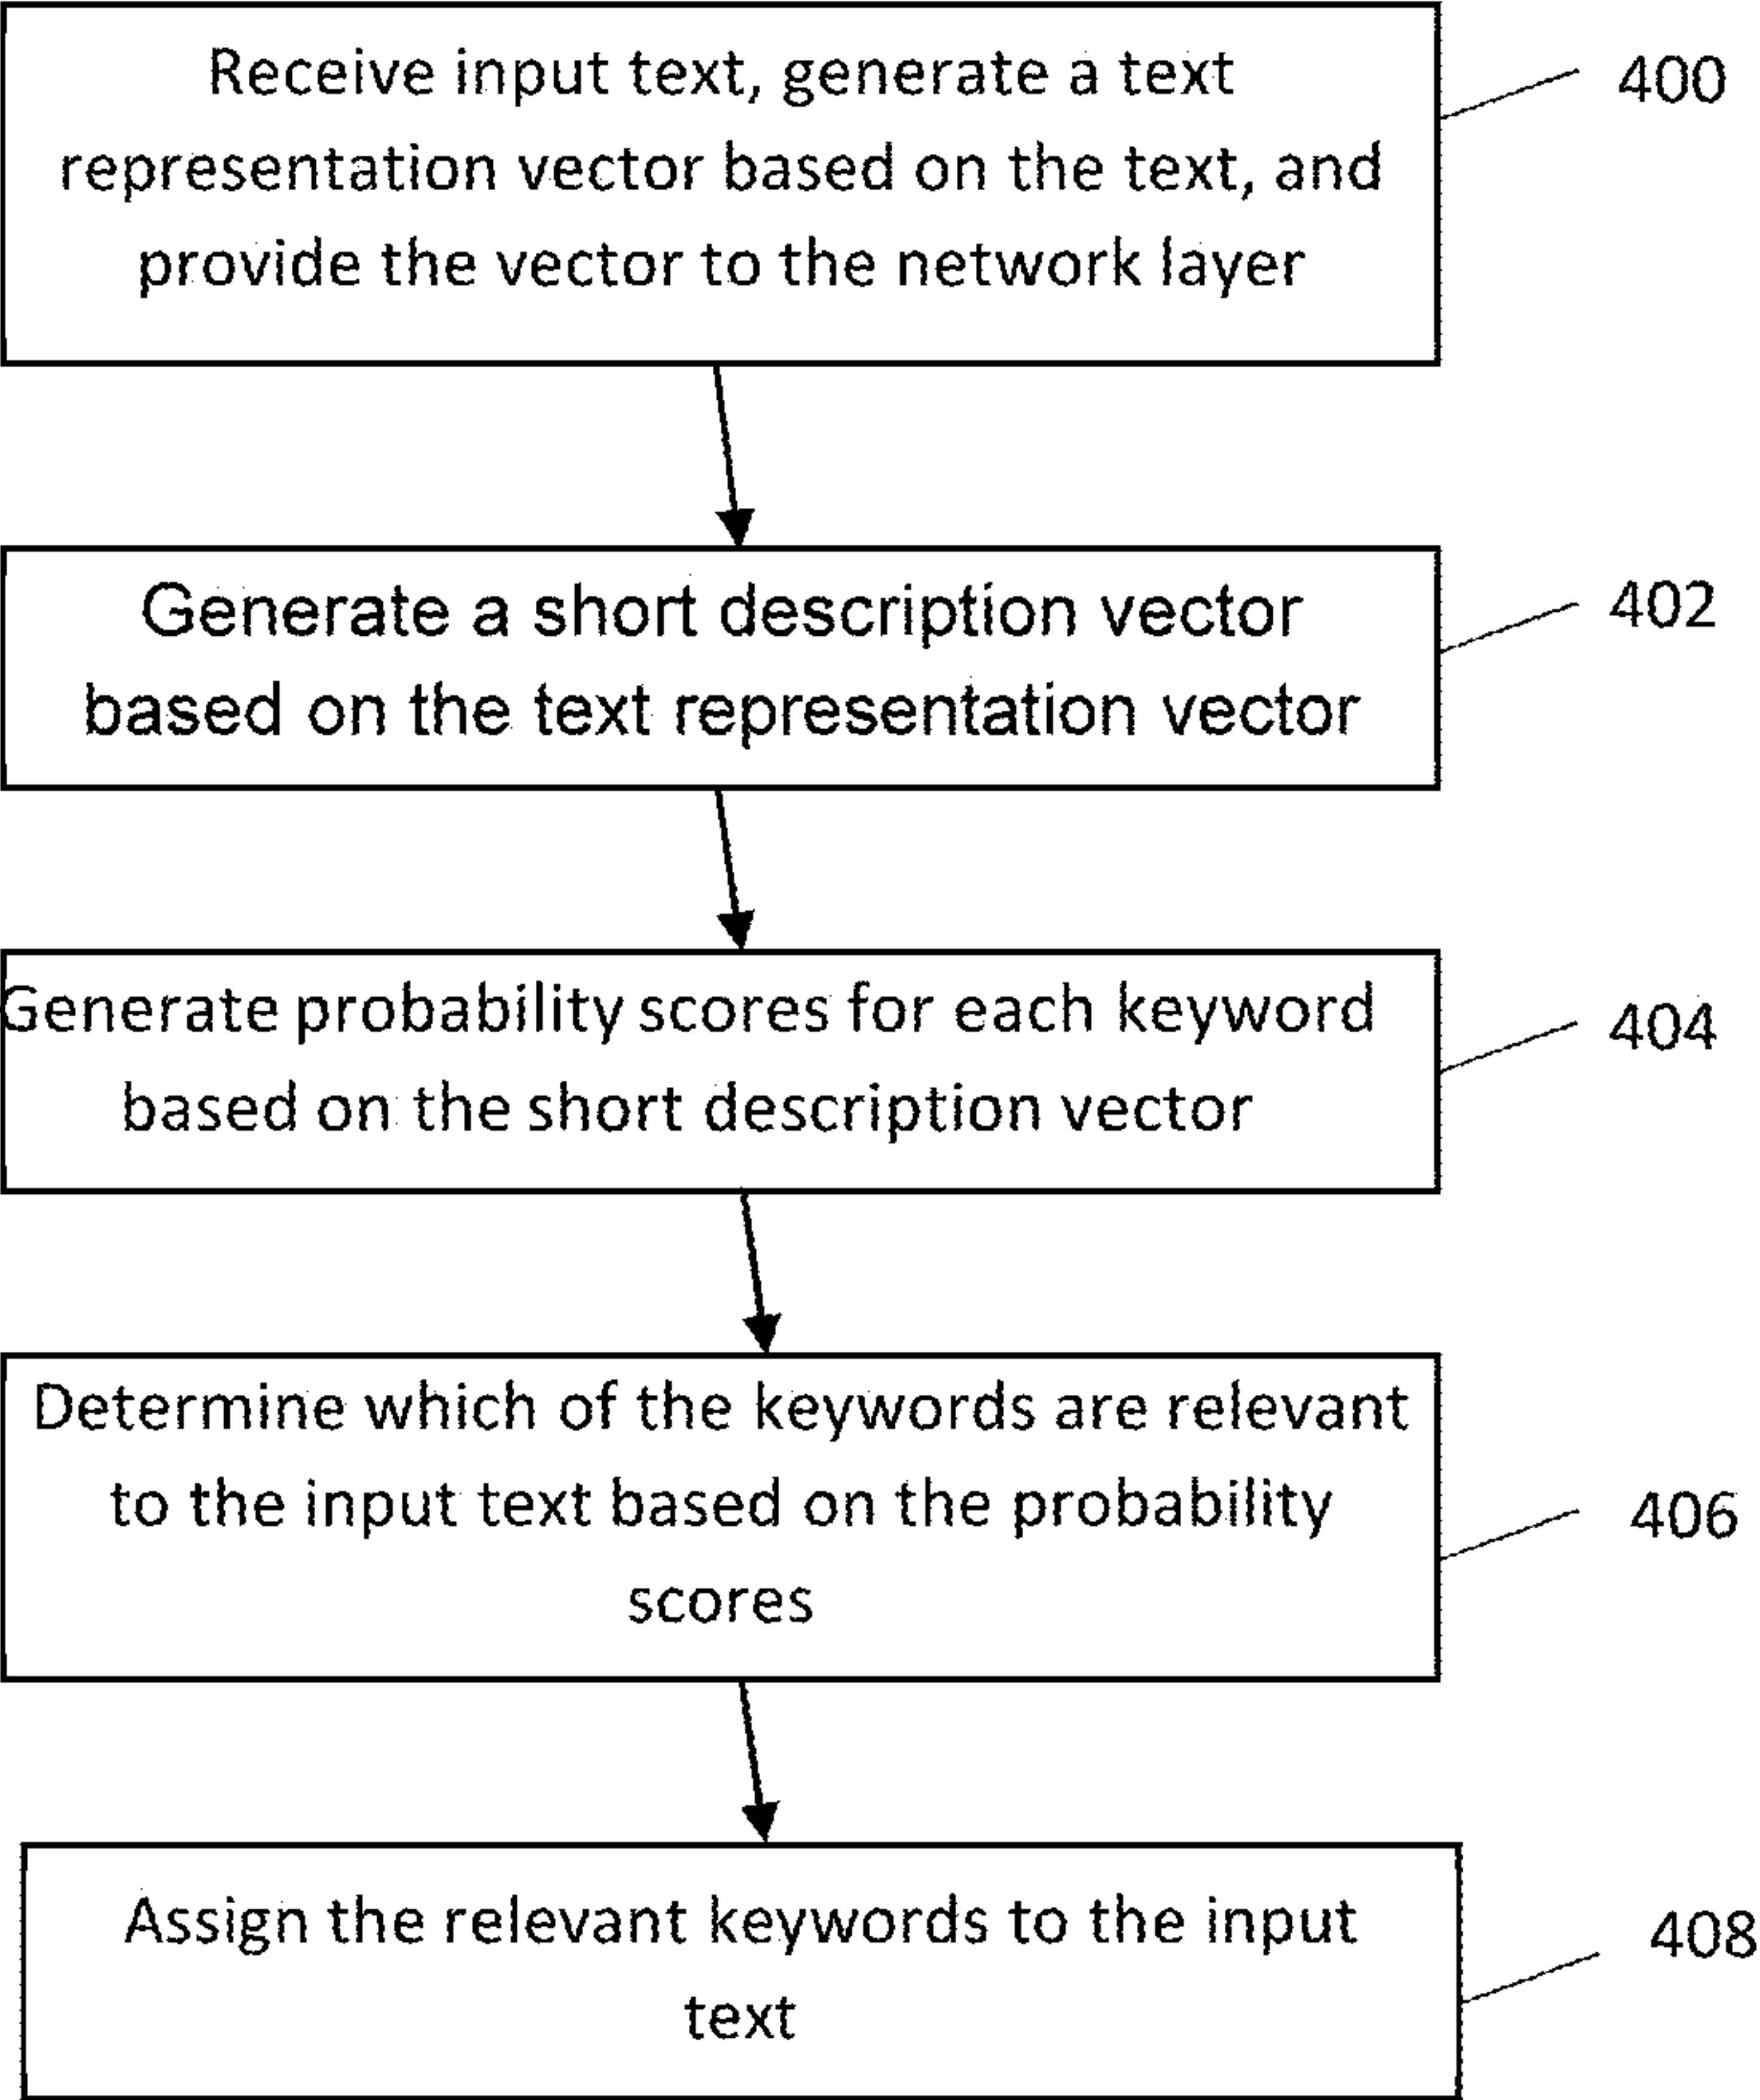 Receive input text, generate a text
400
representation vector based on the text, and
provide the vector to the network layer
Generate a short description vector
402
based on the text representation vector
Generate probability scores for each keyword
404
based on the short description vector
Determine which of the keywords are relevant
to the input text based on the probability
406
scores
Assign the relevant keywords to the input
408
text